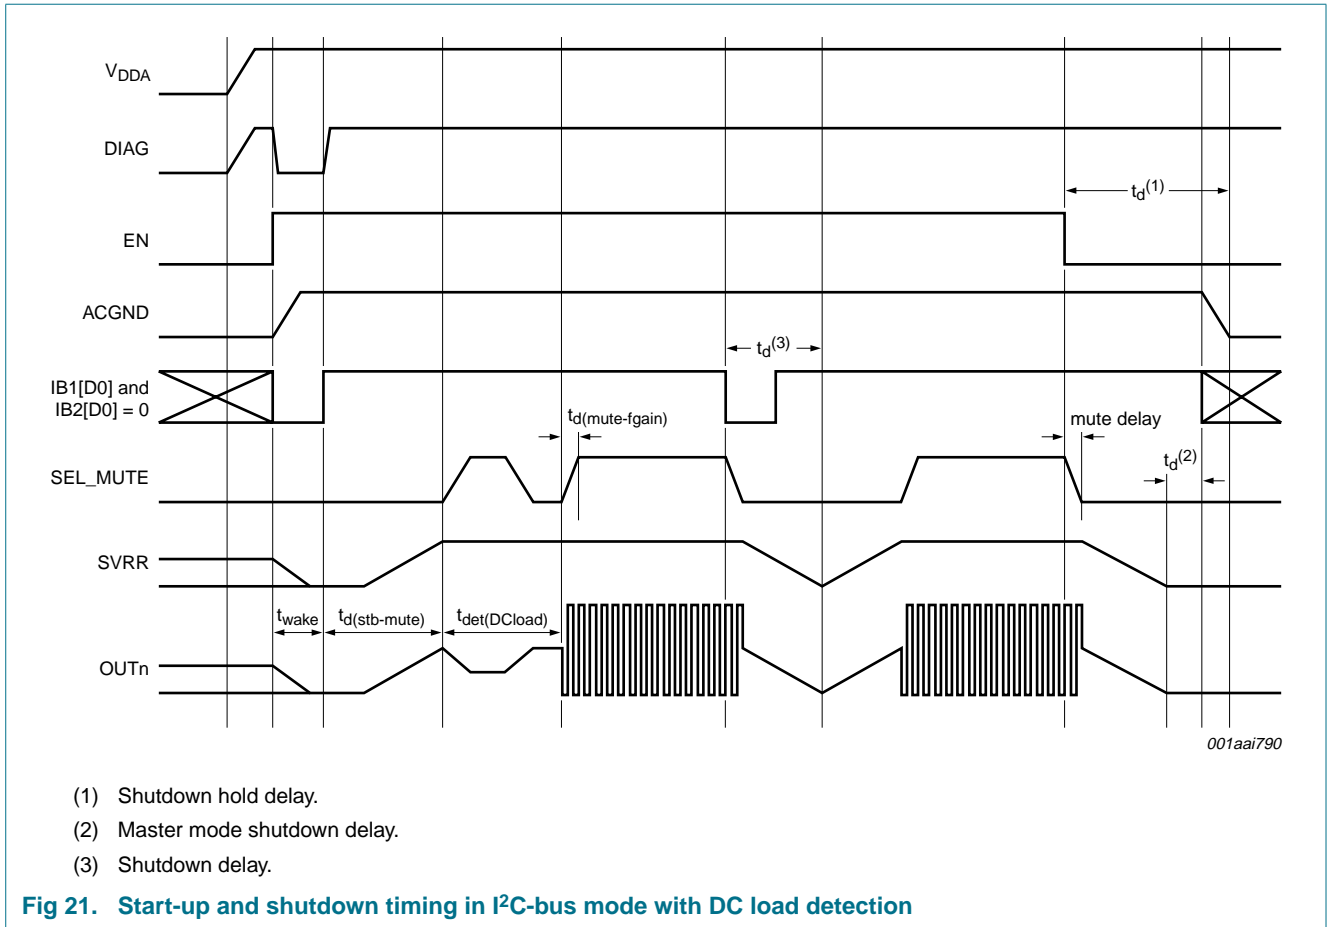 VDDA
DIAG
td(1)
EN
ACGND
td(3)
IB1[D0] and
IB2[D0] = 0
td(mute-fgain)
mute delay
SEL_MUTE
td(2)
SVRR
twake
td(stb-mute)
tdet(DCload)
OUTn
001aai790
(1) Shutdown hold delay.
(2) Master mode shutdown delay.
(3) Shutdown delay.
Fig 21. Start-up and shutdown timing in I2C-bus mode with DC load detection